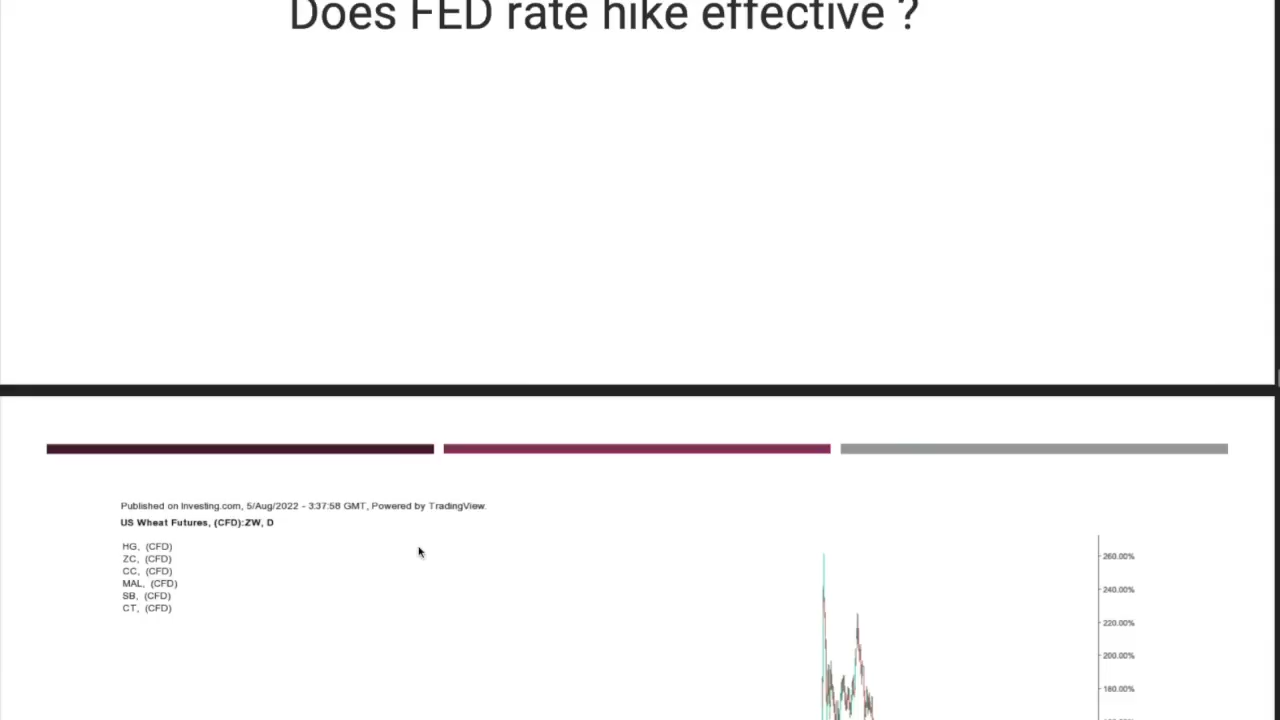 Does FED rate hike effective ?
Published on Investing.com, 5/Aug/2022 - 3:37:58 GMT, Powered by TradingView.
US Wheat Futures, (CFD):ZW, D
HG, (CFD)
ZC, (CFD)
CC, (CFD)
MAL, (CFD)
SB, (CFD)
CT, (CFD)
260.00%
240.00%
220.00%
200.00%
180.00%